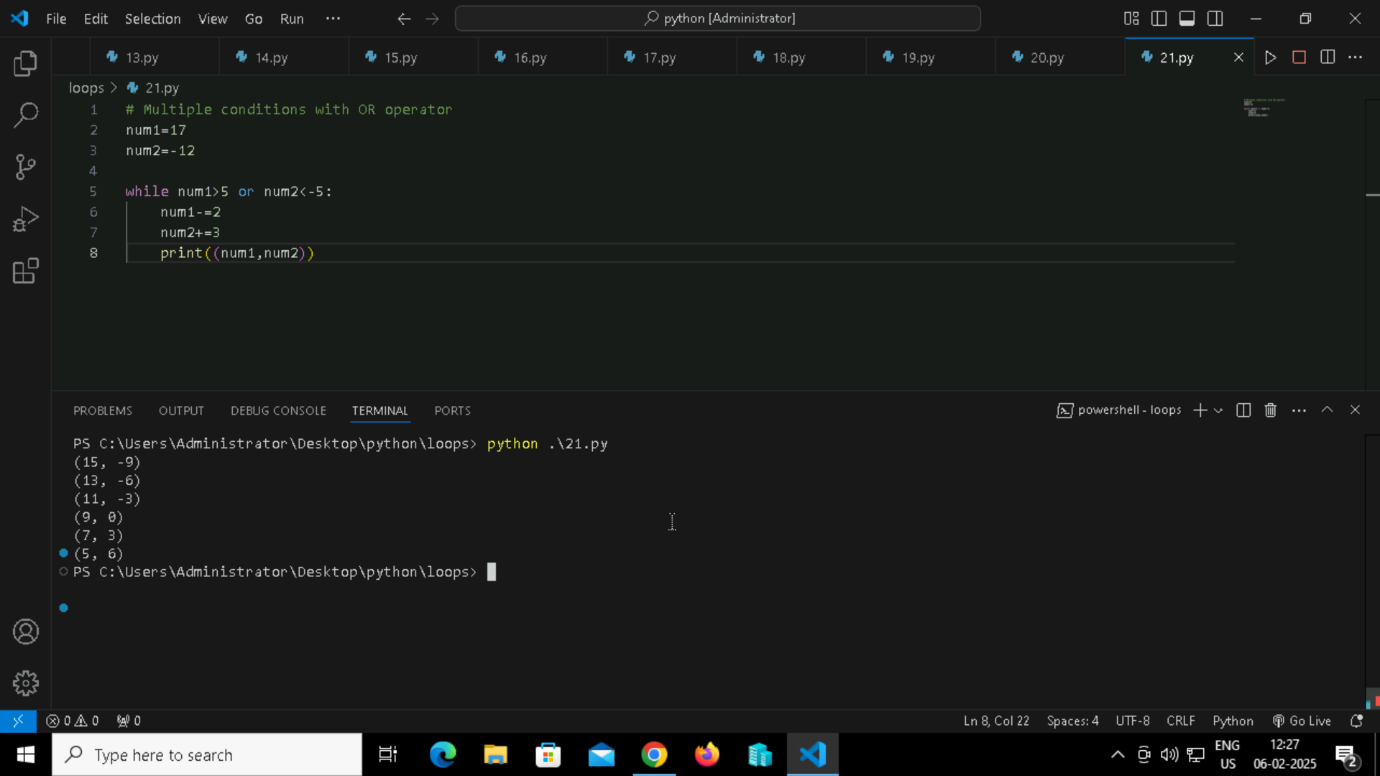 File Edit Selection View Go Run ··· python [Administrator]
13.py 14.py 15.py 16.py 17.py 18.py 19.py 20.py 21.py
loops > 21.py
1 # Multiple conditions with OR operator
2 num1=17
3 num2=-12
4
5 while num1>5 or num2<-5:
6 num1-=2
7 num2+=3
8 print((num1,num2))
PROBLEMS OUTPUT DEBUG CONSOLE TERMINAL PORTS powershell - loops
PS C:\Users\Administrator\Desktop\python\loops> python .\21.py
(15, -9)
(13, -6)
(11, -3)
(9, 0)
(7, 3)
(5, 6)
PS C:\Users\Administrator\Desktop\python\loops>
0 0 0 Ln 8, Col 22 Spaces: 4 UTF-8 CRLF Python Go Live
Type here to search ENG 12:27
US 06-02-2025 2